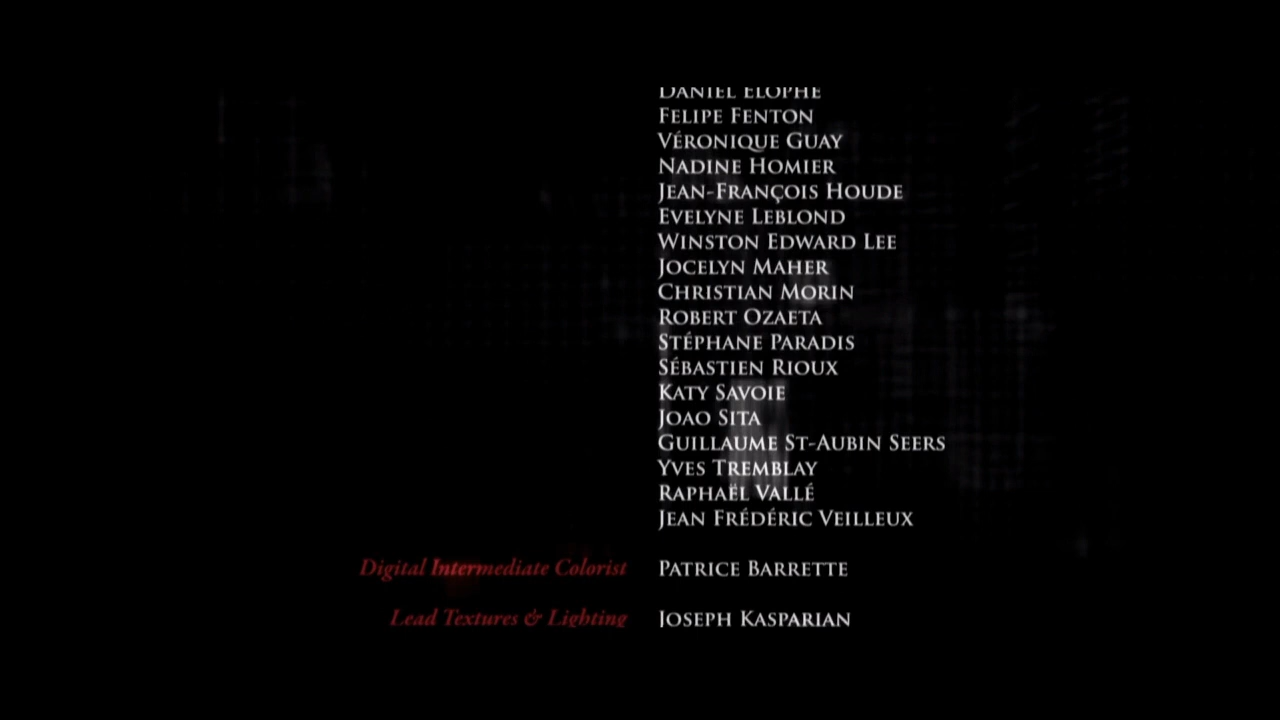 DANIEL ELOPHE
FELIPE FENTON
VÉRONIQUE GUAY
NADINE HOMIER
JEAN-FRANÇOIS HOUDE
EVELYNE LEBLOND
WINSTON EDWARD LEE
JOCELYN MAHER
CHRISTIAN MORIN
ROBERT OZAETA
STÉPHANE PARADIS
SÉBASTIEN RIOUX
KATY SAVOIE
JOAO SITA
GUILLAUME ST-AUBIN SEERS
YVES TREMBLAY
RAPHAËL VALLÉ
JEAN FRÉDÉRIC VEILLEUX
Digital Intermediate Colorist PATRICE BARRETTE
Lead Textures & Lighting JOSEPH KASPARIAN